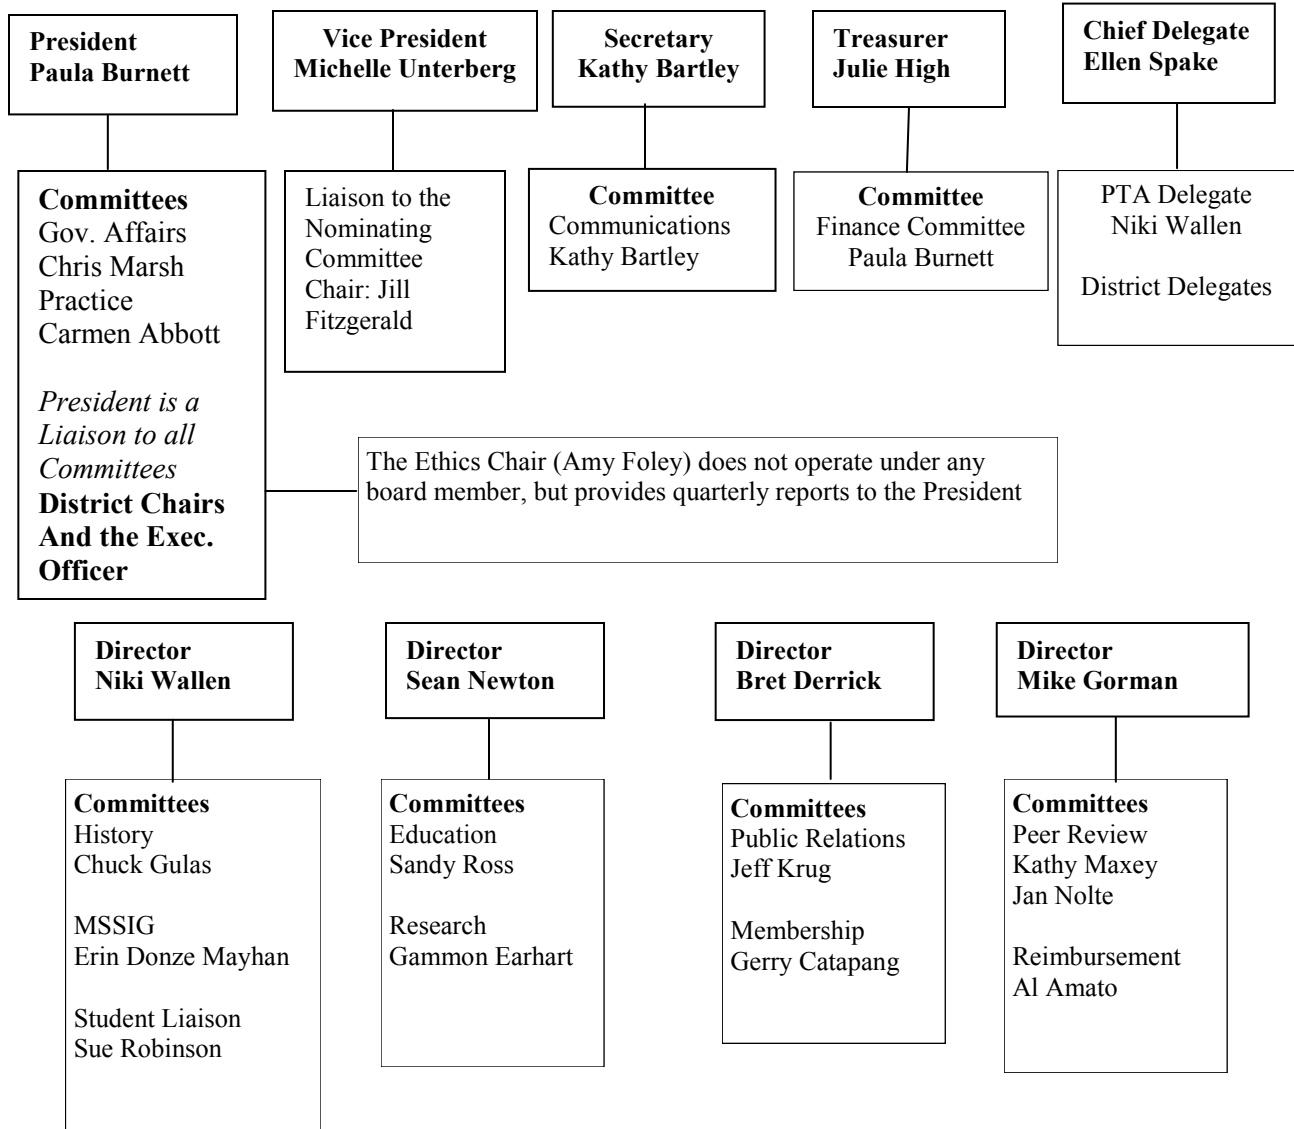 President
Paula Burnett
Vice President
Michelle Unterberg
Secretary
Kathy Bartley
Treasurer
Julie High
Chief Delegate
Ellen Spake
Committees
Gov. Affairs
Chris Marsh
Practice
Carmen Abbott
President is a
Liaison to all
Committees
District Chairs
And the Exec.
Officer
Liaison to the
Nominating
Committee
Chair: Jill
Fitzgerald
Committee
Communications
Kathy Bartley
Committee
Finance Committee
Paula Burnett
PTA Delegate
Niki Wallen
District Delegates
The Ethics Chair (Amy Foley) does not operate under any
board member, but provides quarterly reports to the President
Director
Niki Wallen
Director
Sean Newton
Director
Bret Derrick
Director
Mike Gorman
Committees
History
Chuck Gulas
MSSIG
Erin Donze Mayhan
Student Liaison
Sue Robinson
Committees
Education
Sandy Ross
Research
Gammon Earhart
Committees
Public Relations
Jeff Krug
Membership
Gerry Catapang
Committees
Peer Review
Kathy Maxey
Jan Nolte
Reimbursement
Al Amato